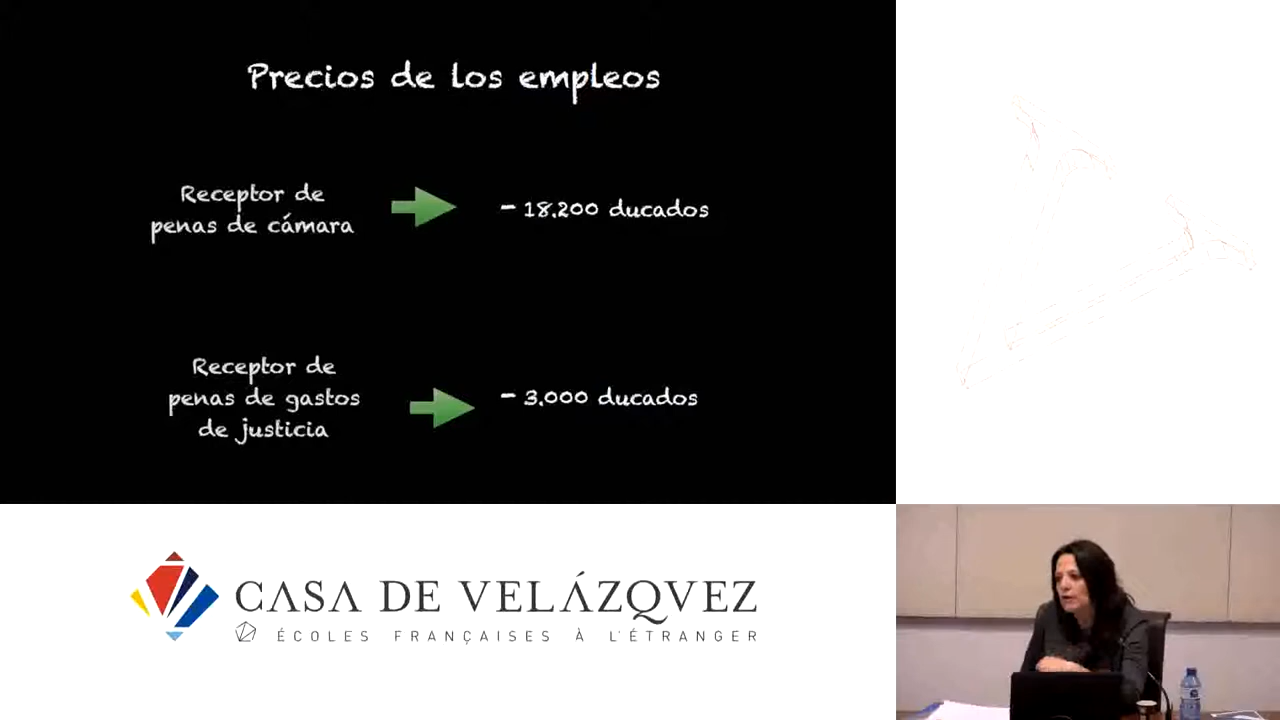 Precios de los empleos
Receptor de
penas de cámara
- 18.200 ducados
Receptor de
penas de gastos
de justicia
- 3.000 ducados
CASA DE VELÁZQVEZ
ÉCOLES FRANÇAISES À L'ÉTRANGER